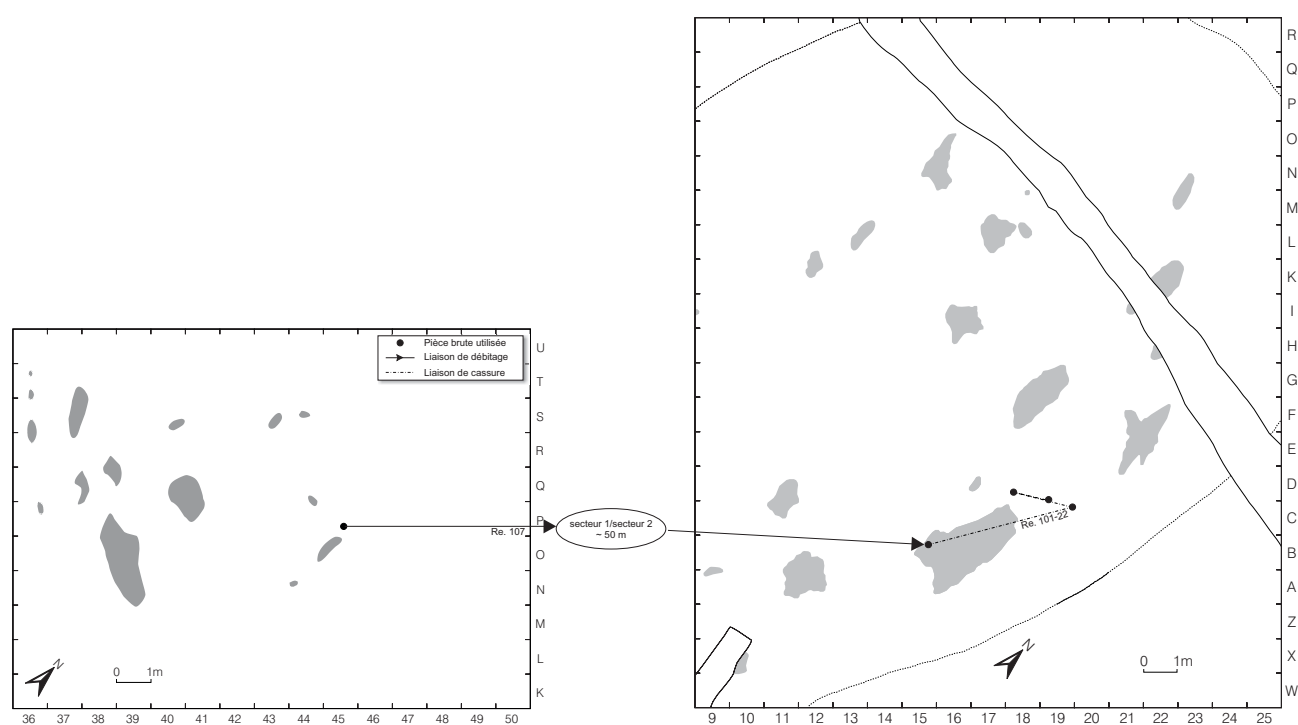 Pièce brute utilisée
Liaison de débitage
Liaison de cassure
U
T
S
R
Q
P
O
N
M
L
K
Re. 107
N
0 1m
36 37 38 39 40 41 42 43 44 45 46 47 48 49 50
secteur 1/secteur 2
~ 50 m
R
Q
P
O
N
M
L
K
I
H
G
F
E
D
C
B
A
Z
X
W
Re. 101-22
N
0 1m
9 10 11 12 13 14 15 16 17 18 19 20 21 22 23 24 25